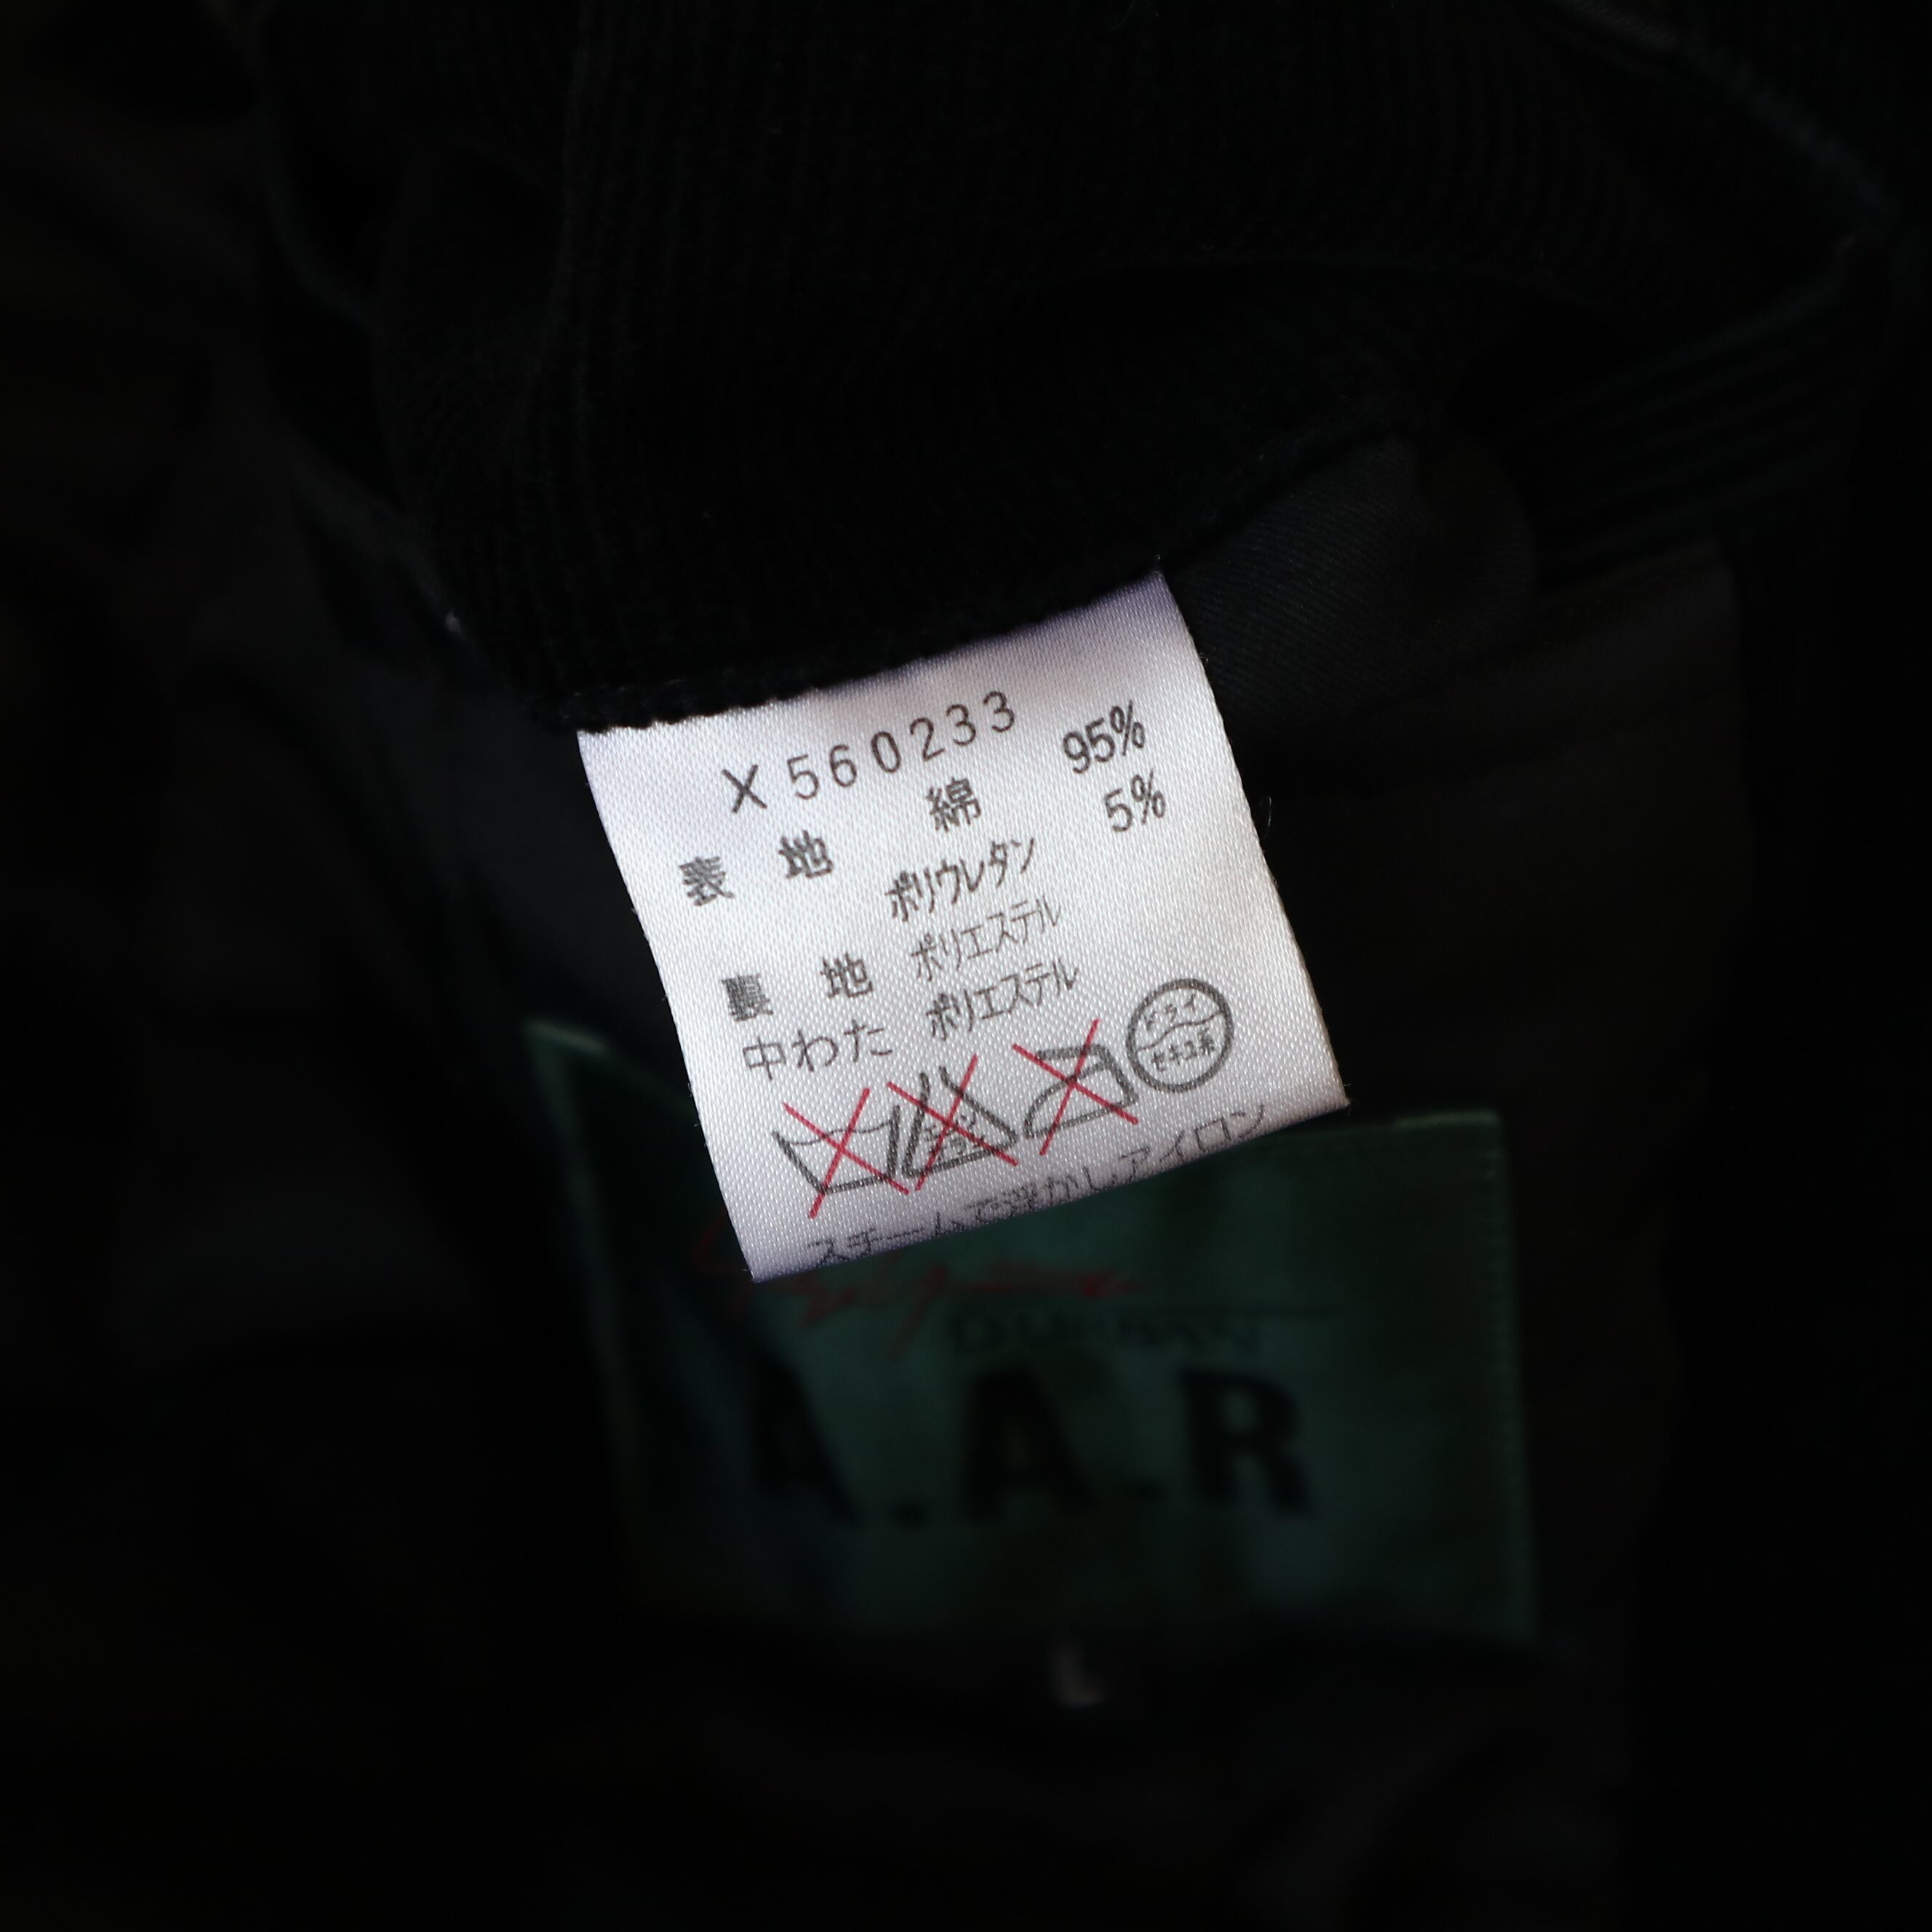 X560233
表地 綿 95%
ポリウレタン 5%
裏地 ポリエステル
中わた ポリエステル
ドライ
セキユ系
スチームで浮かしアイロン
A.A.R
L